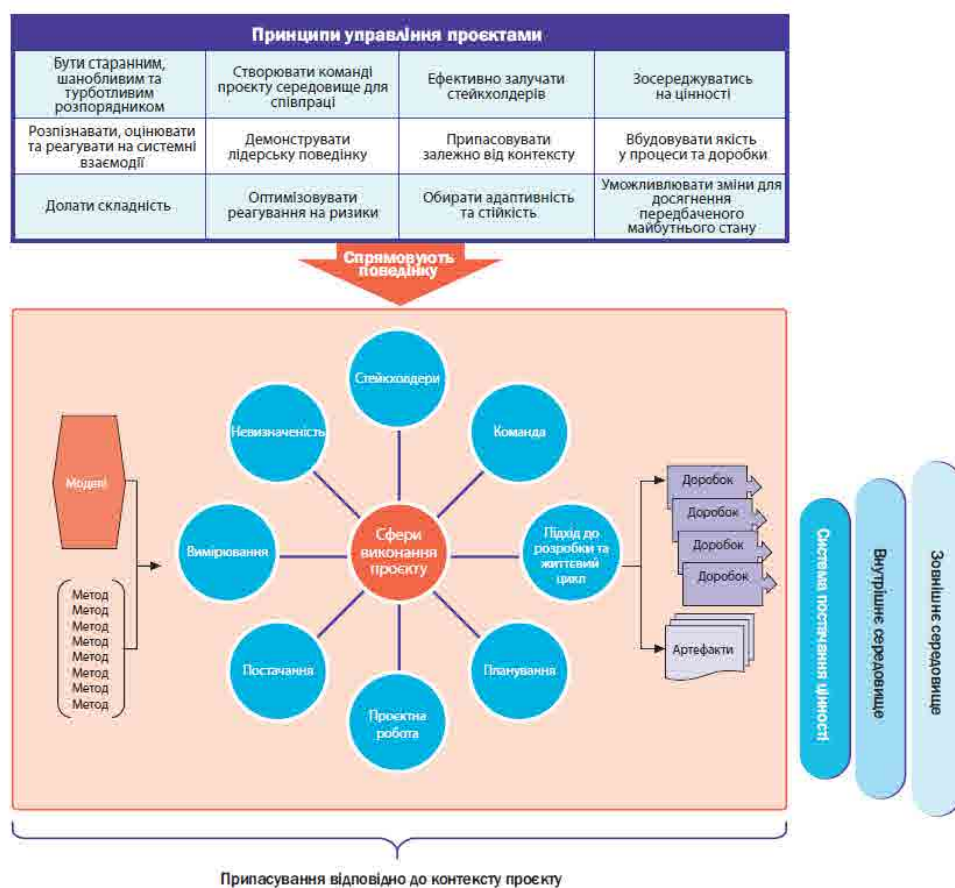 Принципи управління проєктами
Бути старанним,
шанобливим та
турботливим
розпорядником
Створювати команді
проєкту середовище для
співпраці
Ефективно залучати
стейкхолдерів
Зосереджуватись
на цінності
Розпізнавати, оцінювати
та реагувати на системні
взаємодії
Демонструвати
лідерську поведінку
Припасовувати
залежно від контексту
Вбудовувати якість
у процеси та доробки
Долати складність
Оптимізовувати
реагування на ризики
Обирати адаптивність
та стійкість
Уможливлювати зміни для
досягнення
передбаченого
майбутнього стану
Спрямовують
поведінку
Стейкхолдери
Невизначеність
Команда
Моделі
Вимірювання
Сфери
виконання
проєкту
Підхід до
розробки та
життєвий
цикл
Доробок
Доробок
Доробок
Доробок
Метод
Метод
Метод
Метод
Метод
Метод
Метод
Метод
Постачання
Планування
Артефакти
Проєктна
робота
Система постачання цінності
Внутрішнє середовище
Зовнішнє середовище
Припасування відповідно до контексту проєкту